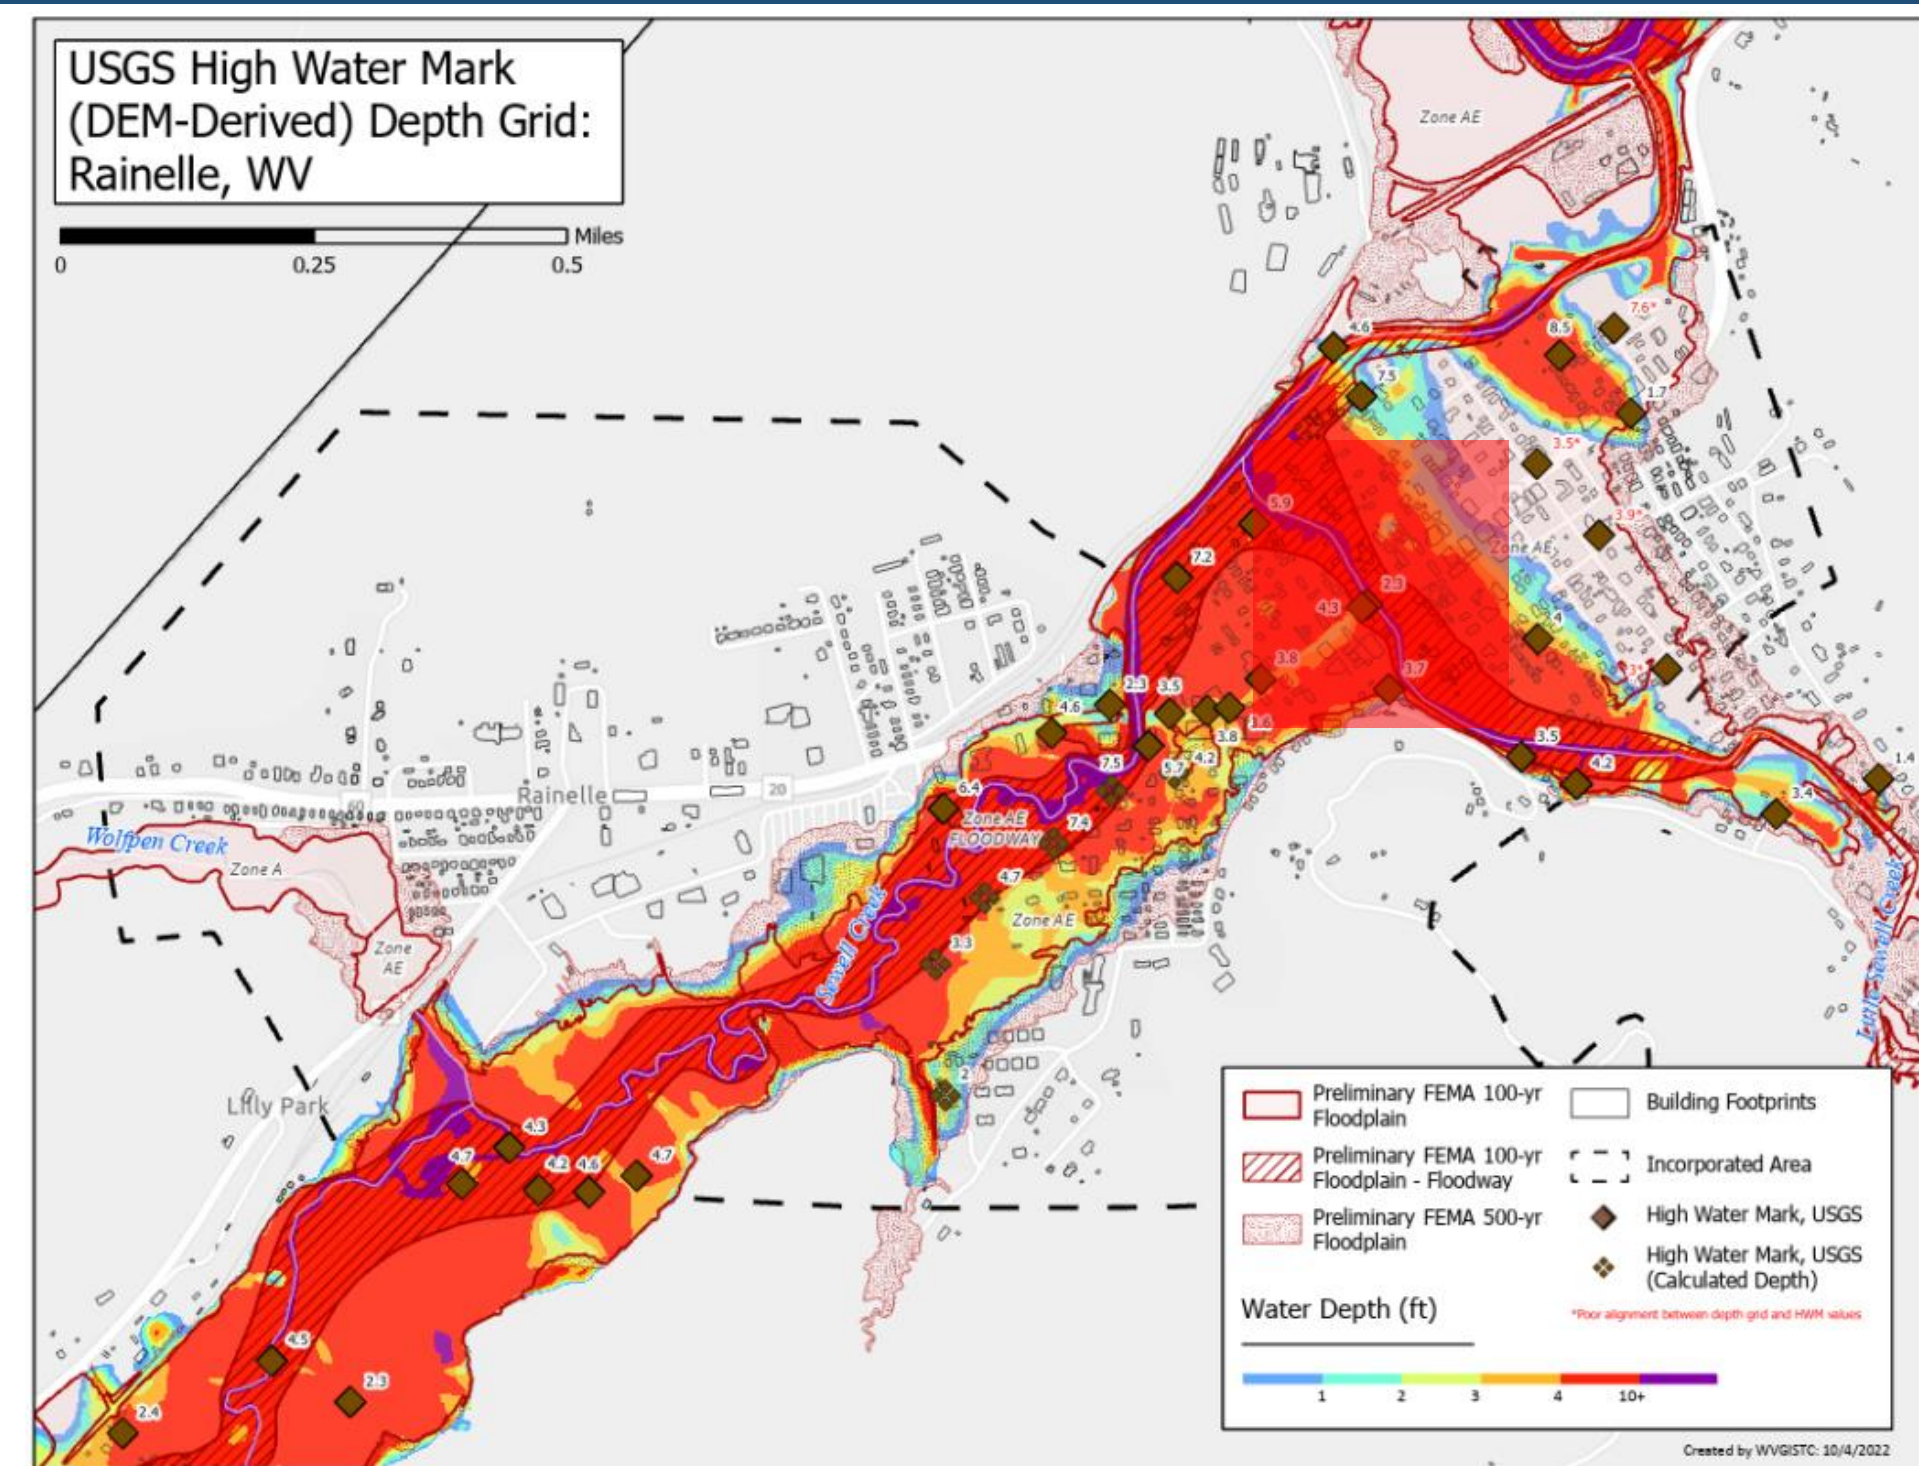 USGS High Water Mark
(DEM-Derived) Depth Grid:
Rainelle, WV
Miles
0
0.25
0.5
Zone AE
4.6
8.5
7.6*
7.5
1.7
3.5*
5.9
3.9*
Zone AE
7.2
2.3
4.3
4
3.8
3.7
3*
2.3
3.5
4.6
3.8
3.5
4.2
7.5
5.7
4.2
1.4
Rainelle
20
60
6.4
3.4
Zone AE
FLOODWAY
7.4
Wolfpen Creek
Zone A
4.7
Zone AE
Sewell Creek
Little Sewell Creek
Zone
AE
3.3
2
Lilly Park
4.3
4.7
4.2
4.6
4.7
4.5
2.3
2.4
Preliminary FEMA 100-yr
Floodplain
Preliminary FEMA 100-yr
Floodplain - Floodway
Preliminary FEMA 500-yr
Floodplain
Building Footprints
Incorporated Area
High Water Mark, USGS
High Water Mark, USGS
(Calculated Depth)
*Poor alignment between depth grid and HWM values
Water Depth (ft)
1
2
3
4
10+
Created by WVGISTC: 10/4/2022